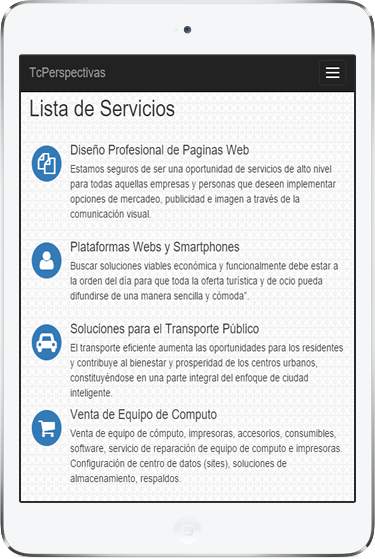 TcPerspectivas
Lista de Servicios
Diseño Profesional de Paginas Web
Estamos seguros de ser una oportunidad de servicios de alto nivel
para todas aquellas empresas y personas que deseen implementar
opciones de mercadeo, publicidad e imagen a través de la
comunicación visual.
Plataformas Webs y Smartphones
Buscar soluciones viables económica y funcionalmente debe estar a
la orden del día para que toda la oferta turística y de ocio pueda
difundirse de una manera sencilla y cómoda".
Soluciones para el Transporte Público
El transporte eficiente aumenta las oportunidades para los residentes
y contribuye al bienestar y prosperidad de los centros urbanos,
constituyéndose en una parte integral del enfoque de ciudad
inteligente.
Venta de Equipo de Computo
Venta de equipo de cómputo, impresoras, accesorios, consumibles,
software, servicio de reparación de equipo de computo e impresoras.
Configuración de centro de datos (sites), soluciones de
almacenamiento, respaldos.